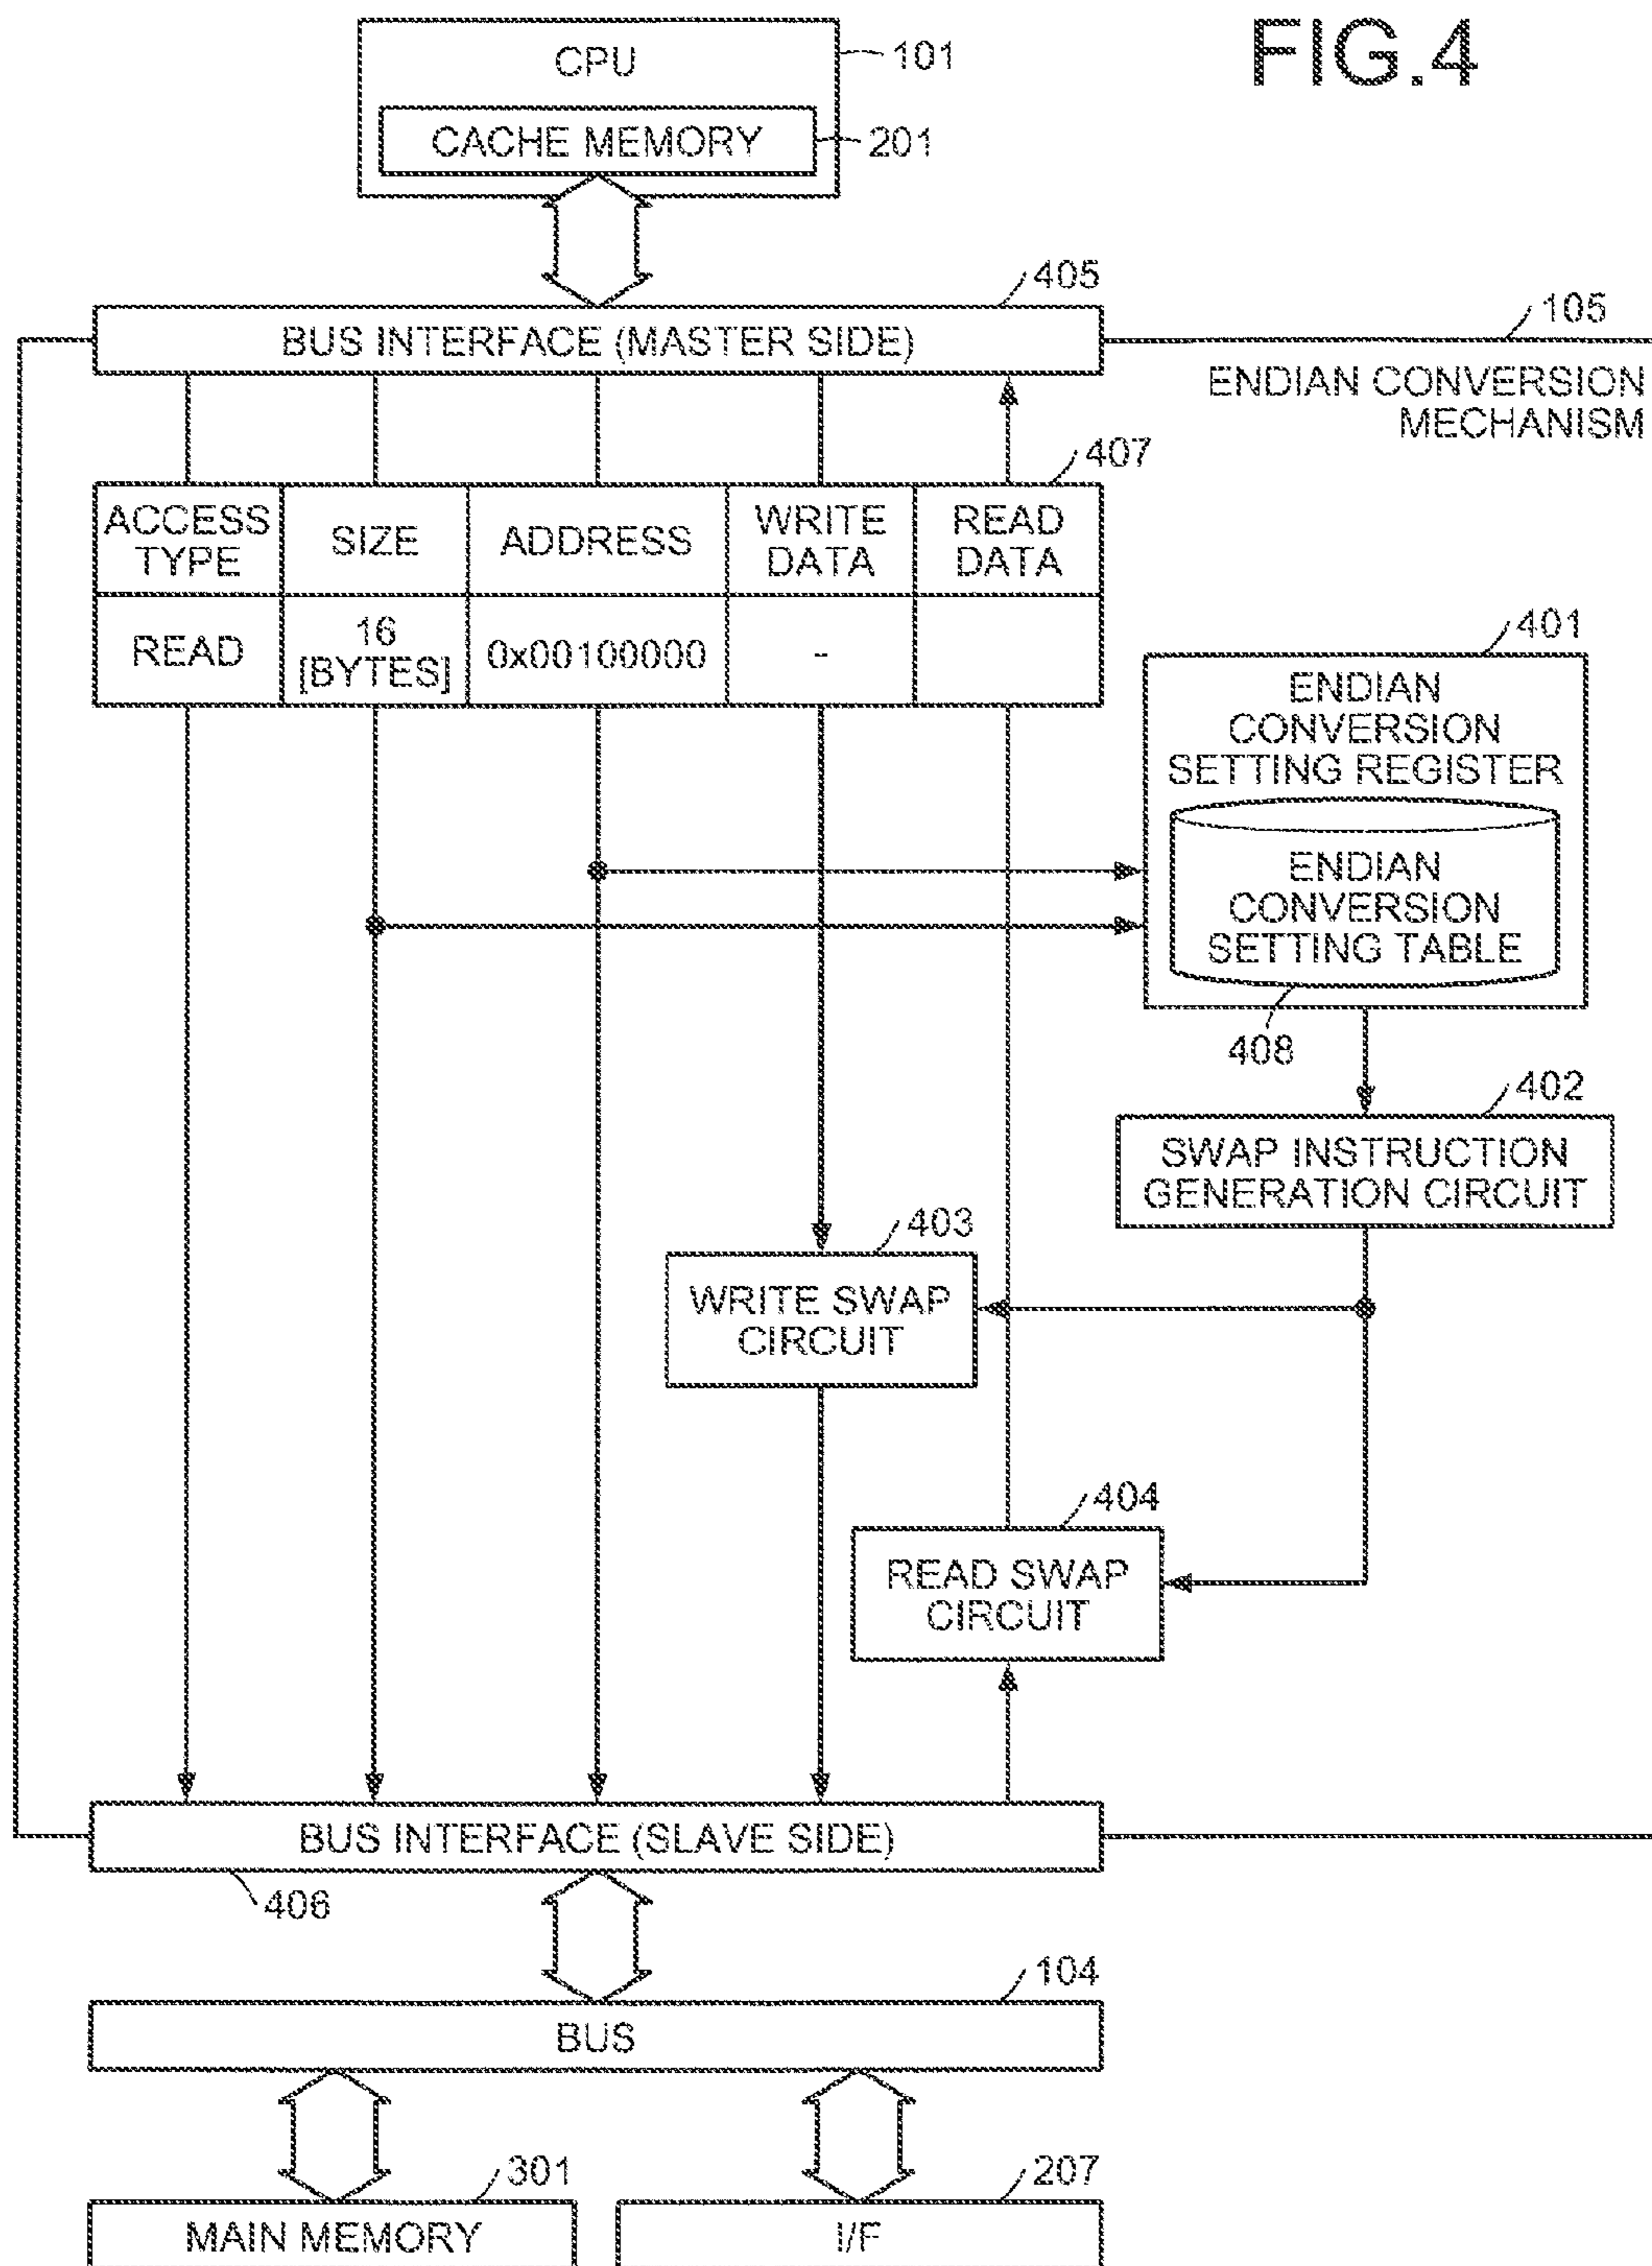 FIG.4
CPU
101
CACHE MEMORY
201
405
BUS INTERFACE (MASTER SIDE)
105
ENDIAN CONVERSION
MECHANISM
407
ACCESS
TYPE
SIZE
ADDRESS
WRITE
DATA
READ
DATA
READ
16
[BYTES]
0x00100000
-
401
ENDIAN
CONVERSION
SETTING REGISTER
ENDIAN
CONVERSION
SETTING TABLE
408
402
SWAP INSTRUCTION
GENERATION CIRCUIT
403
WRITE SWAP
CIRCUIT
404
READ SWAP
CIRCUIT
BUS INTERFACE (SLAVE SIDE)
406
104
BUS
301
MAIN MEMORY
207
I/F